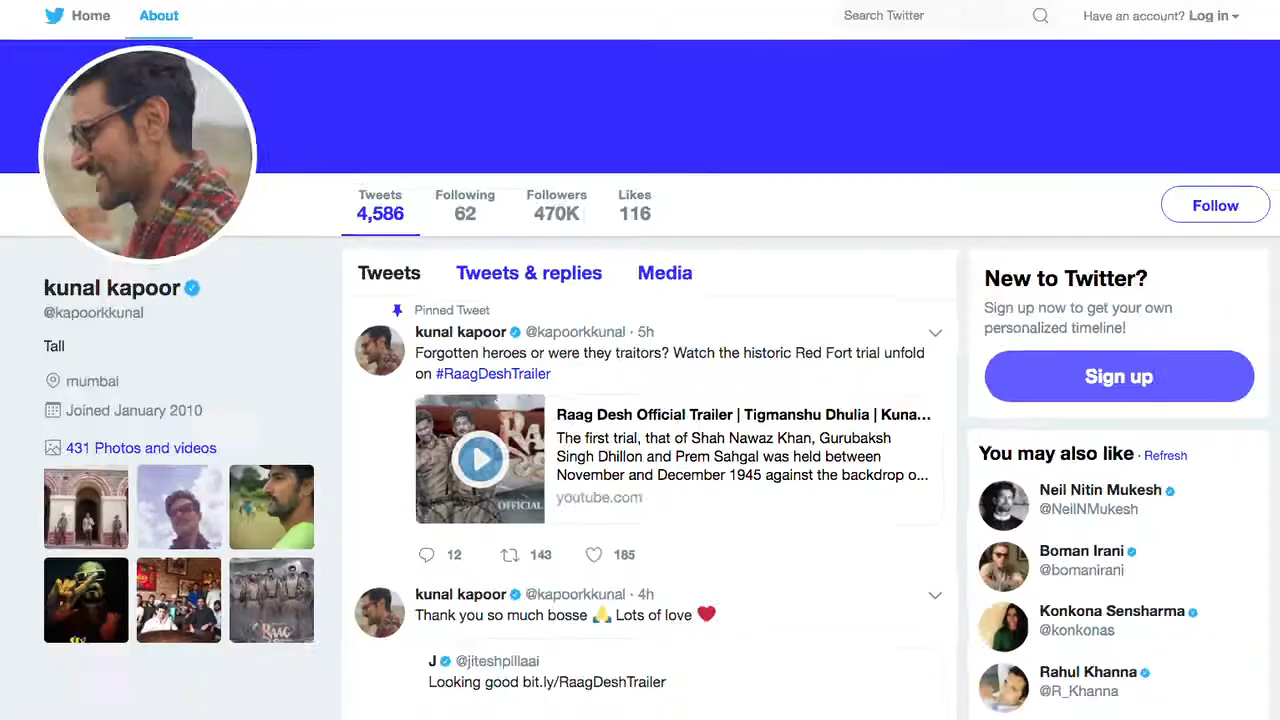 Home
About
Search Twitter
Have an account? Log in
Tweets
4,586
Following
62
Followers
470K
Likes
116
Follow
kunal kapoor
@kapoorkkunal
Tall
mumbai
Joined January 2010
431 Photos and videos
Tweets
Tweets & replies
Media
Pinned Tweet
kunal kapoor @kapoorkkunal · 5h
Forgotten heroes or were they traitors? Watch the historic Red Fort trial unfold
on #RaagDeshTrailer
OFFICIAL
Raag Desh Official Trailer | Tigmanshu Dhulia | Kuna...
The first trial, that of Shah Nawaz Khan, Gurubaksh
Singh Dhillon and Prem Sahgal was held between
November and December 1945 against the backdrop o...
youtube.com
12
143
185
kunal kapoor @kapoorkkunal · 4h
Thank you so much bosse 🙏 Lots of love ❤️
J @jiteshpillaai
Looking good bit.ly/RaagDeshTrailer
New to Twitter?
Sign up now to get your own
personalized timeline!
Sign up
You may also like · Refresh
Neil Nitin Mukesh
@NeilNMukesh
Boman Irani
@bomanirani
Konkona Sensharma
@konkonas
Rahul Khanna
@R_Khanna